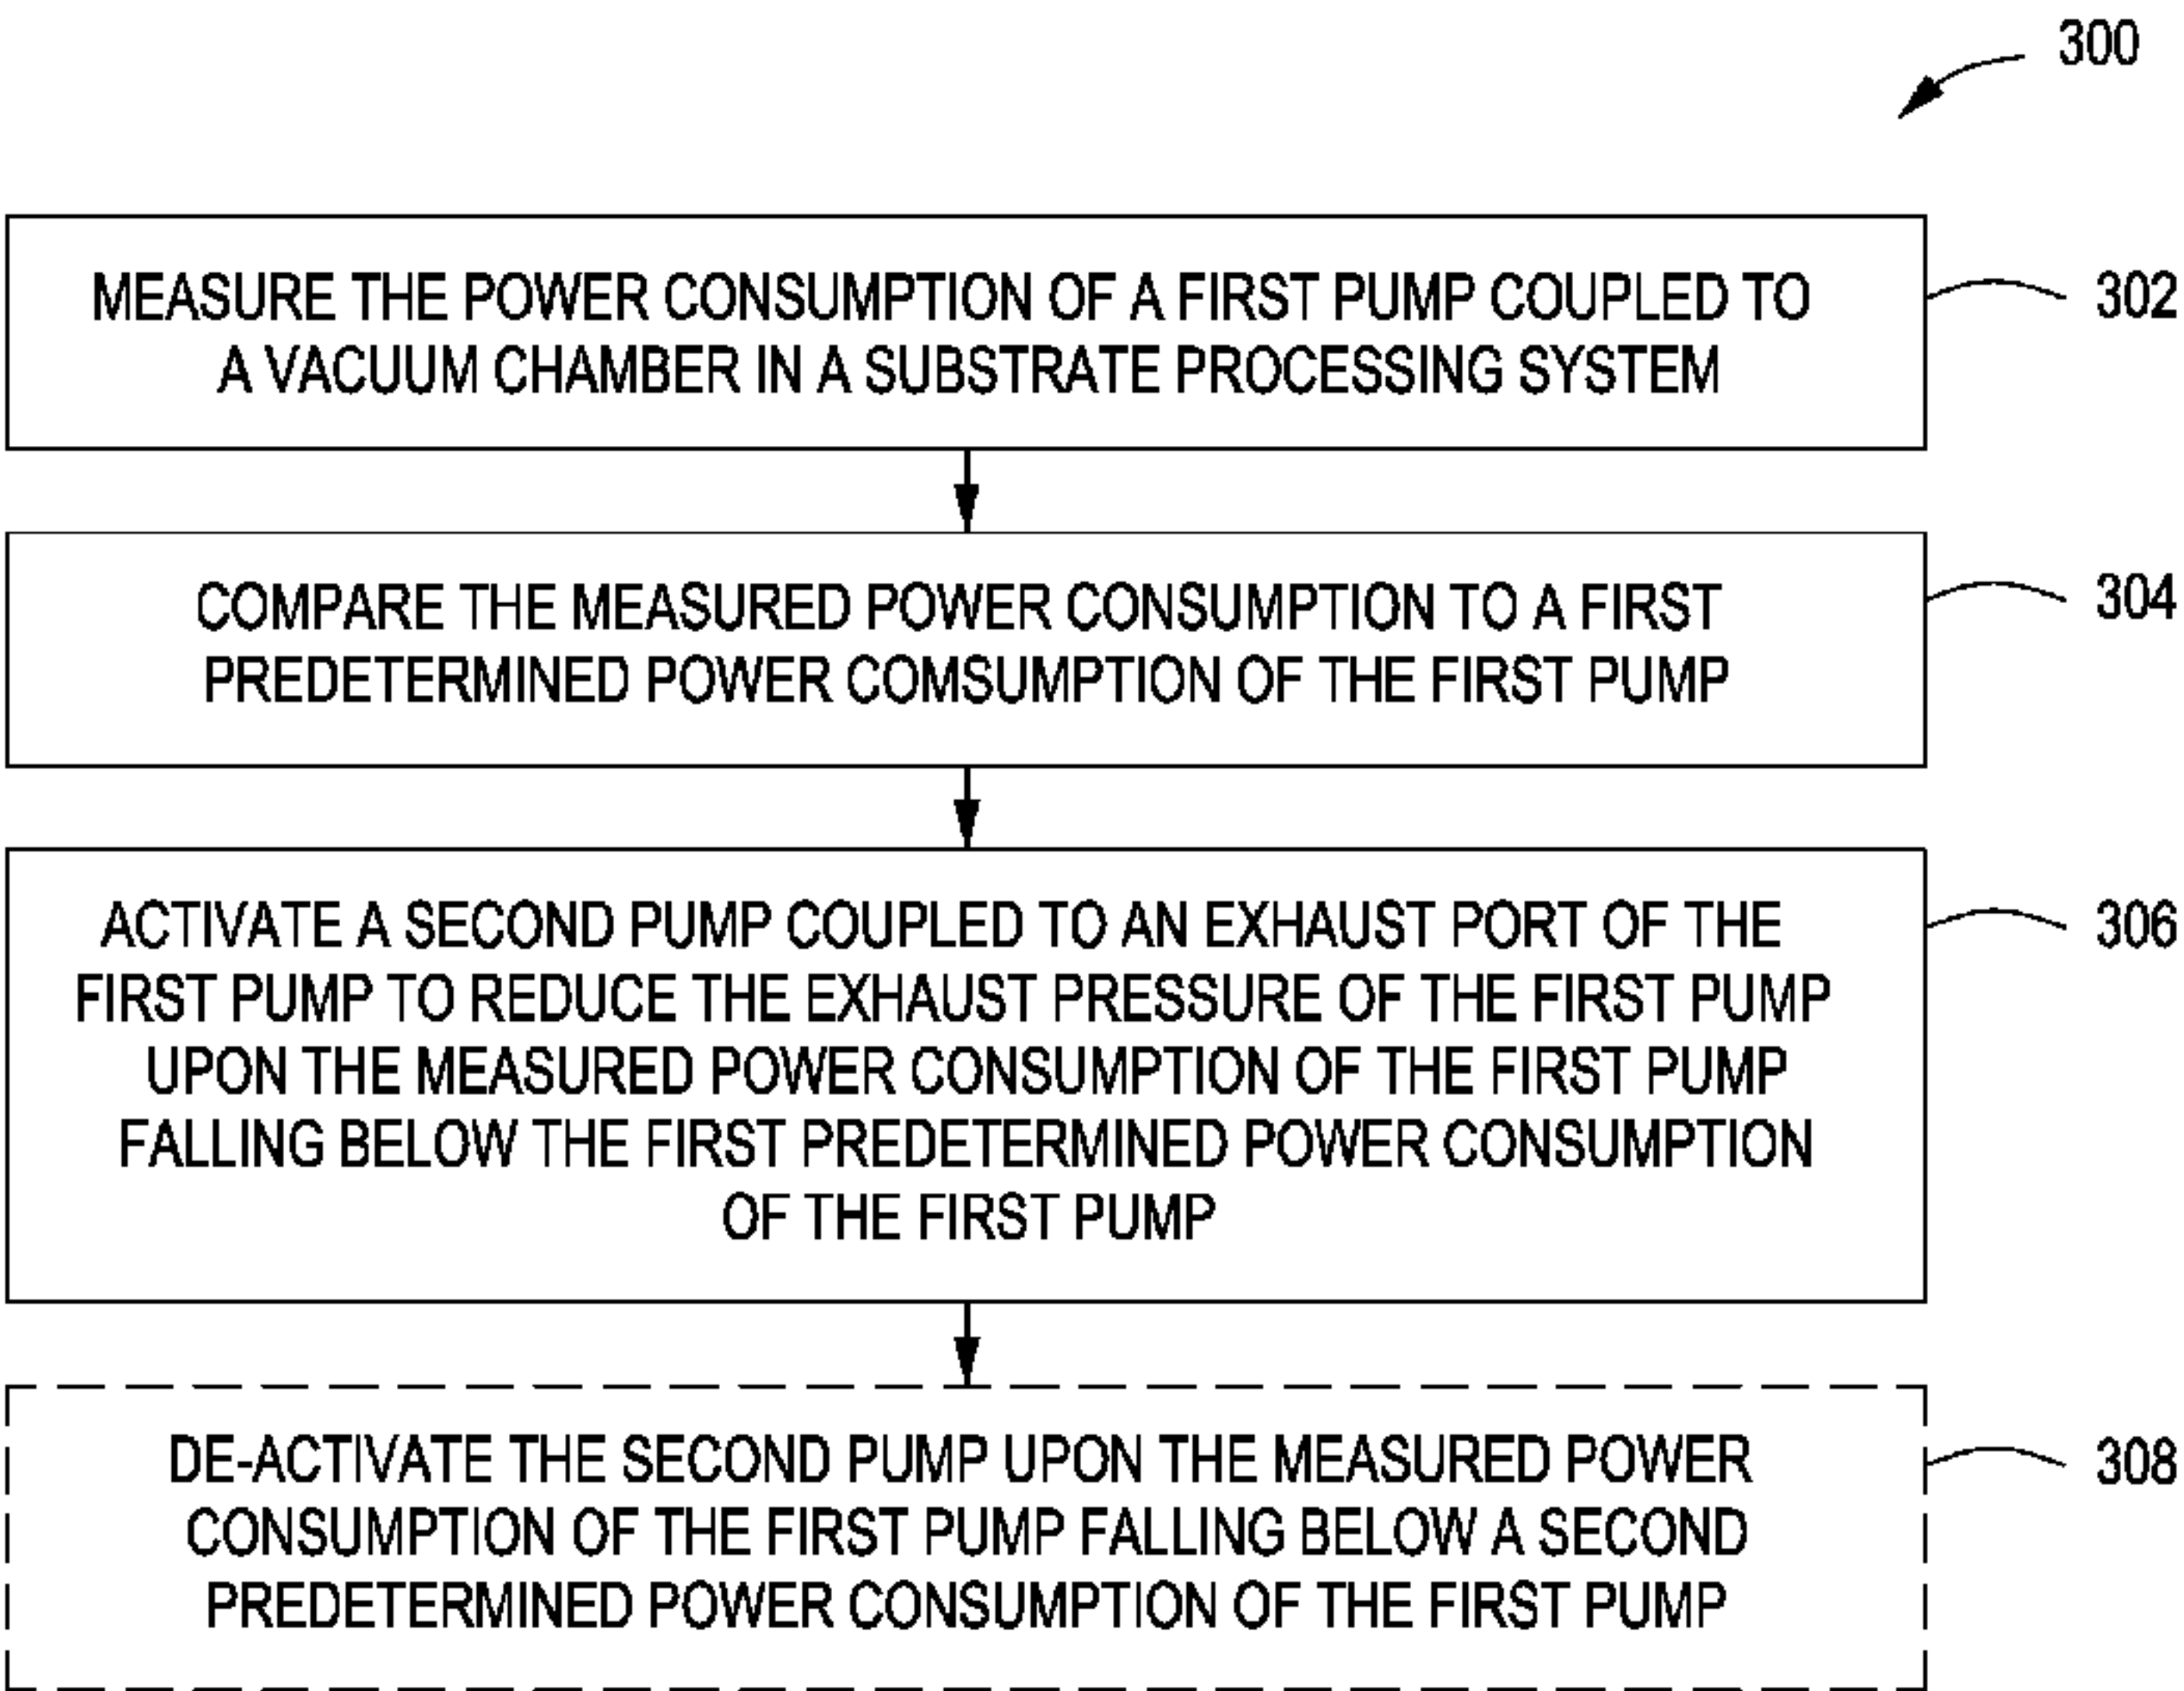 300
MEASURE THE POWER CONSUMPTION OF A FIRST PUMP COUPLED TO
A VACUUM CHAMBER IN A SUBSTRATE PROCESSING SYSTEM
302
COMPARE THE MEASURED POWER CONSUMPTION TO A FIRST
PREDETERMINED POWER COMSUMPTION OF THE FIRST PUMP
304
ACTIVATE A SECOND PUMP COUPLED TO AN EXHAUST PORT OF THE
FIRST PUMP TO REDUCE THE EXHAUST PRESSURE OF THE FIRST PUMP
UPON THE MEASURED POWER CONSUMPTION OF THE FIRST PUMP
FALLING BELOW THE FIRST PREDETERMINED POWER CONSUMPTION
OF THE FIRST PUMP
306
DE-ACTIVATE THE SECOND PUMP UPON THE MEASURED POWER
CONSUMPTION OF THE FIRST PUMP FALLING BELOW A SECOND
PREDETERMINED POWER CONSUMPTION OF THE FIRST PUMP
308